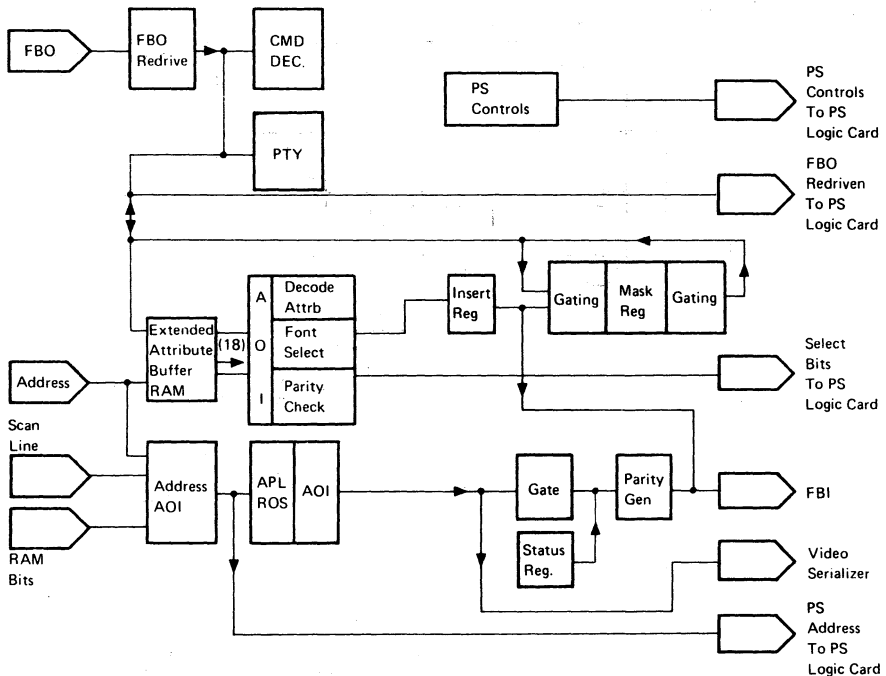 FBO
FBO
Redrive
CMD
DEC.
PTY
PS
Controls
PS
Controls
To PS
Logic Card
FBO
Redriven
To PS
Logic Card
Extended
Attribute
Buffer
RAM
(18)
A
O
I
Decode
Attrb
Font
Select
Parity
Check
Insert
Reg
Gating
Mask
Reg
Gating
Select
Bits
To PS
Logic Card
Address
Scan
Line
RAM
Bits
Address
AOI
APL
ROS
AOI
Gate
Status
Reg.
Parity
Gen
FBI
Video
Serializer
PS
Address
To PS
Logic Card